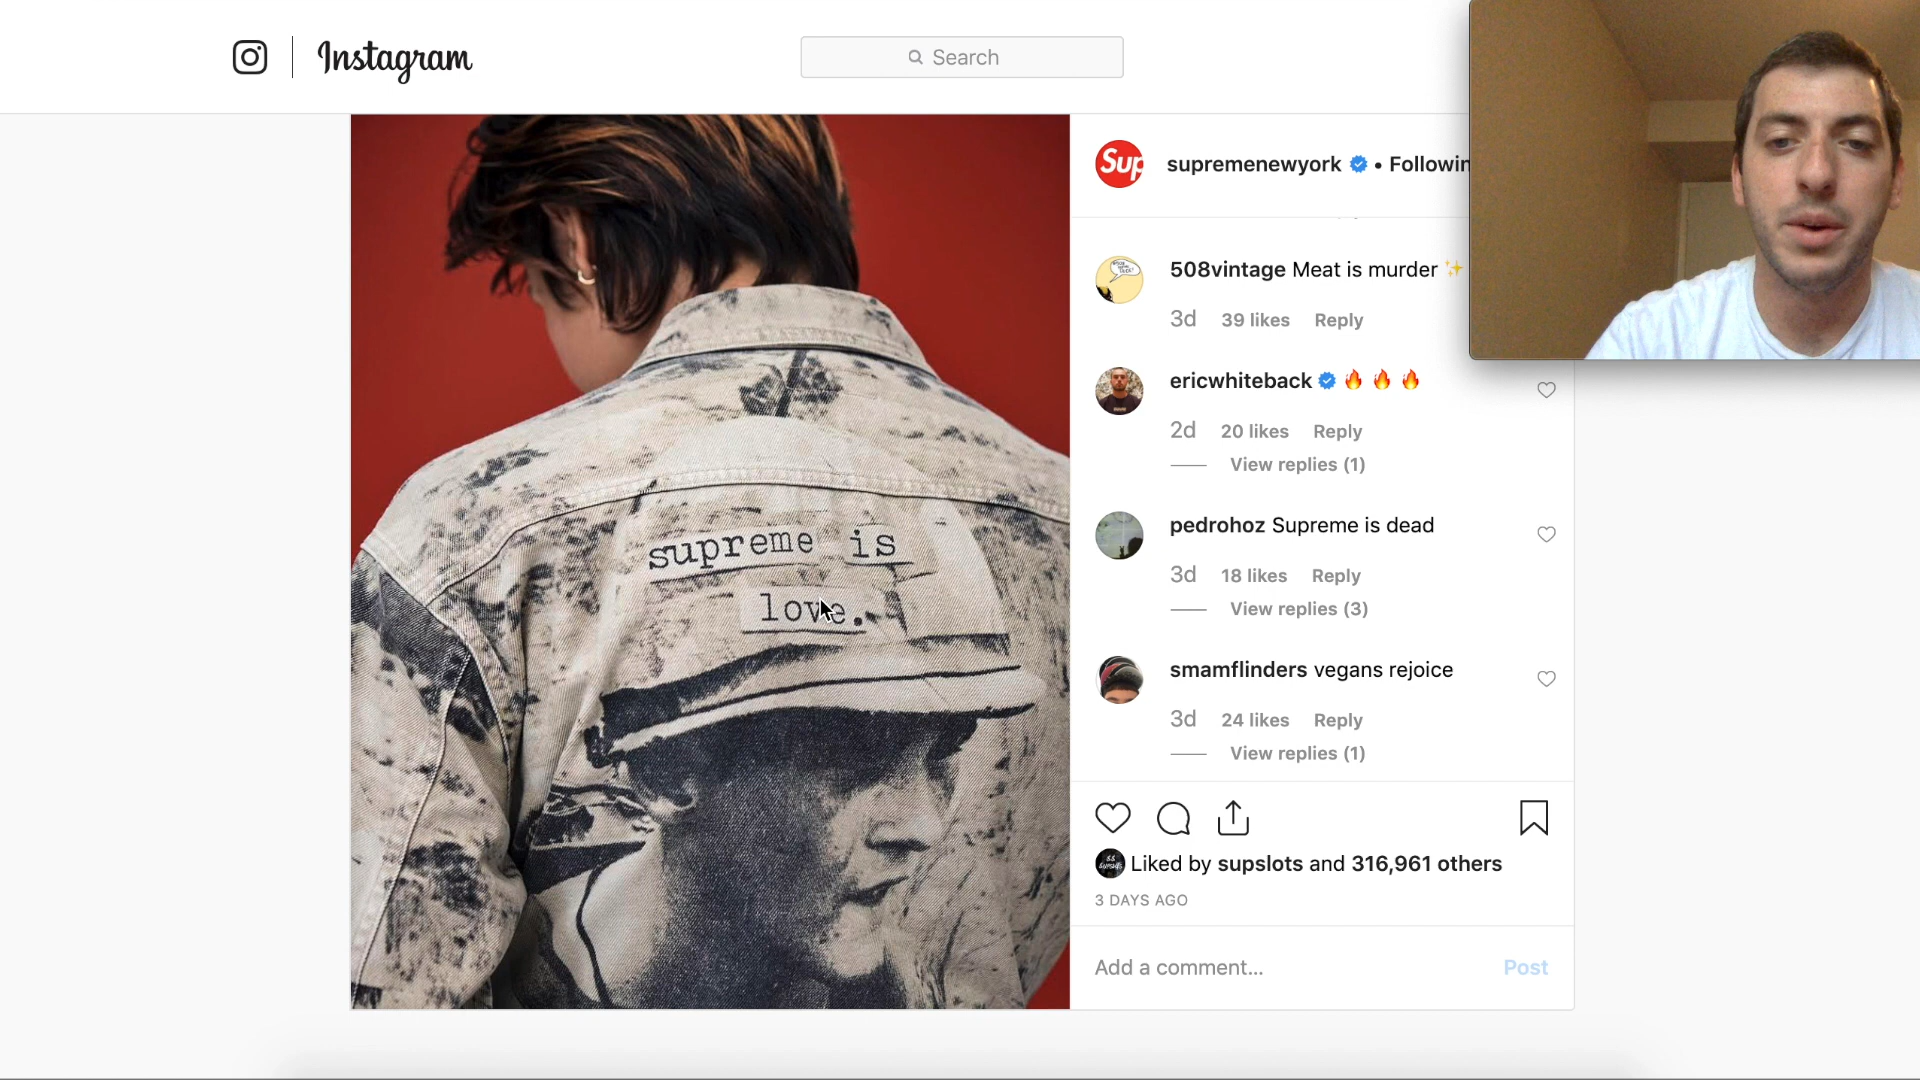 Instagram
Search
Sup
supremenewyork • Followin
508vintage Meat is murder ✨
3d 39 likes Reply
ericwhiteback 🔥 🔥 🔥
2d 20 likes Reply
View replies (1)
pedrohoz Supreme is dead
3d 18 likes Reply
View replies (3)
smamflinders vegans rejoice
3d 24 likes Reply
View replies (1)
Liked by supslots and 316,961 others
3 DAYS AGO
Add a comment... Post
supreme is
love.